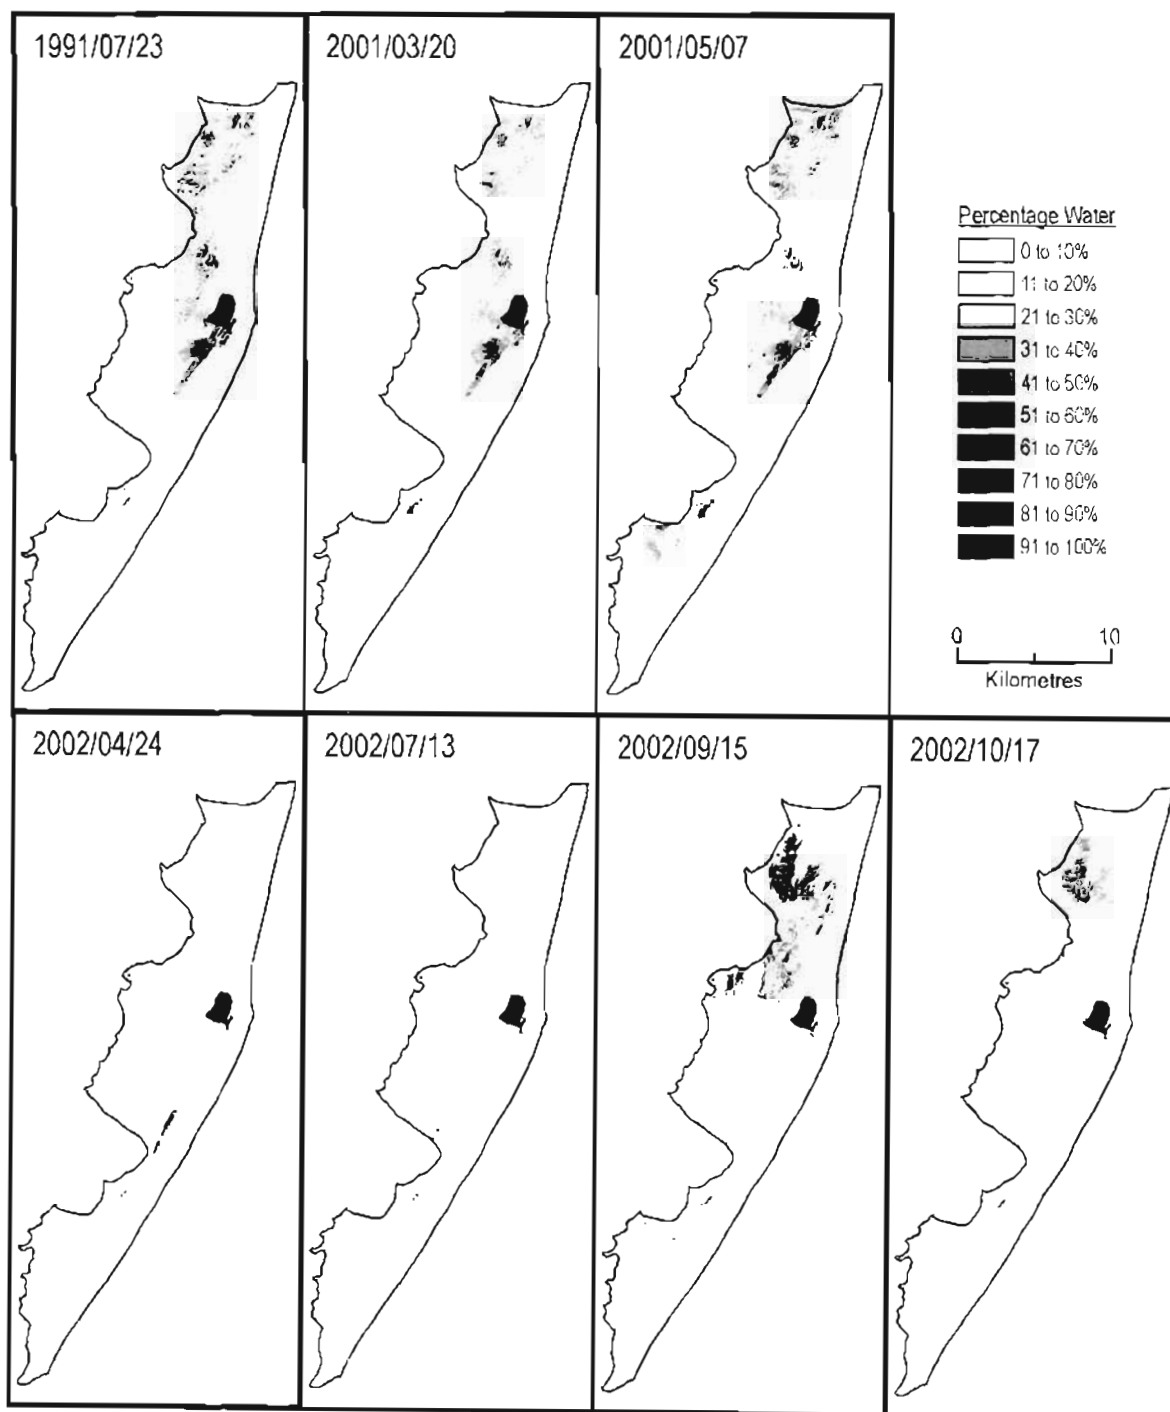 1991/07/23
2001/03/20
2001/05/07
Percentage Water
0 to 10%
11 to 20%
21 to 30%
31 to 40%
41 to 50%
51 to 60%
61 to 70%
71 to 80%
81 to 90%
91 to 100%
0 10
Kilometres
2002/04/24
2002/07/13
2002/09/15
2002/10/17